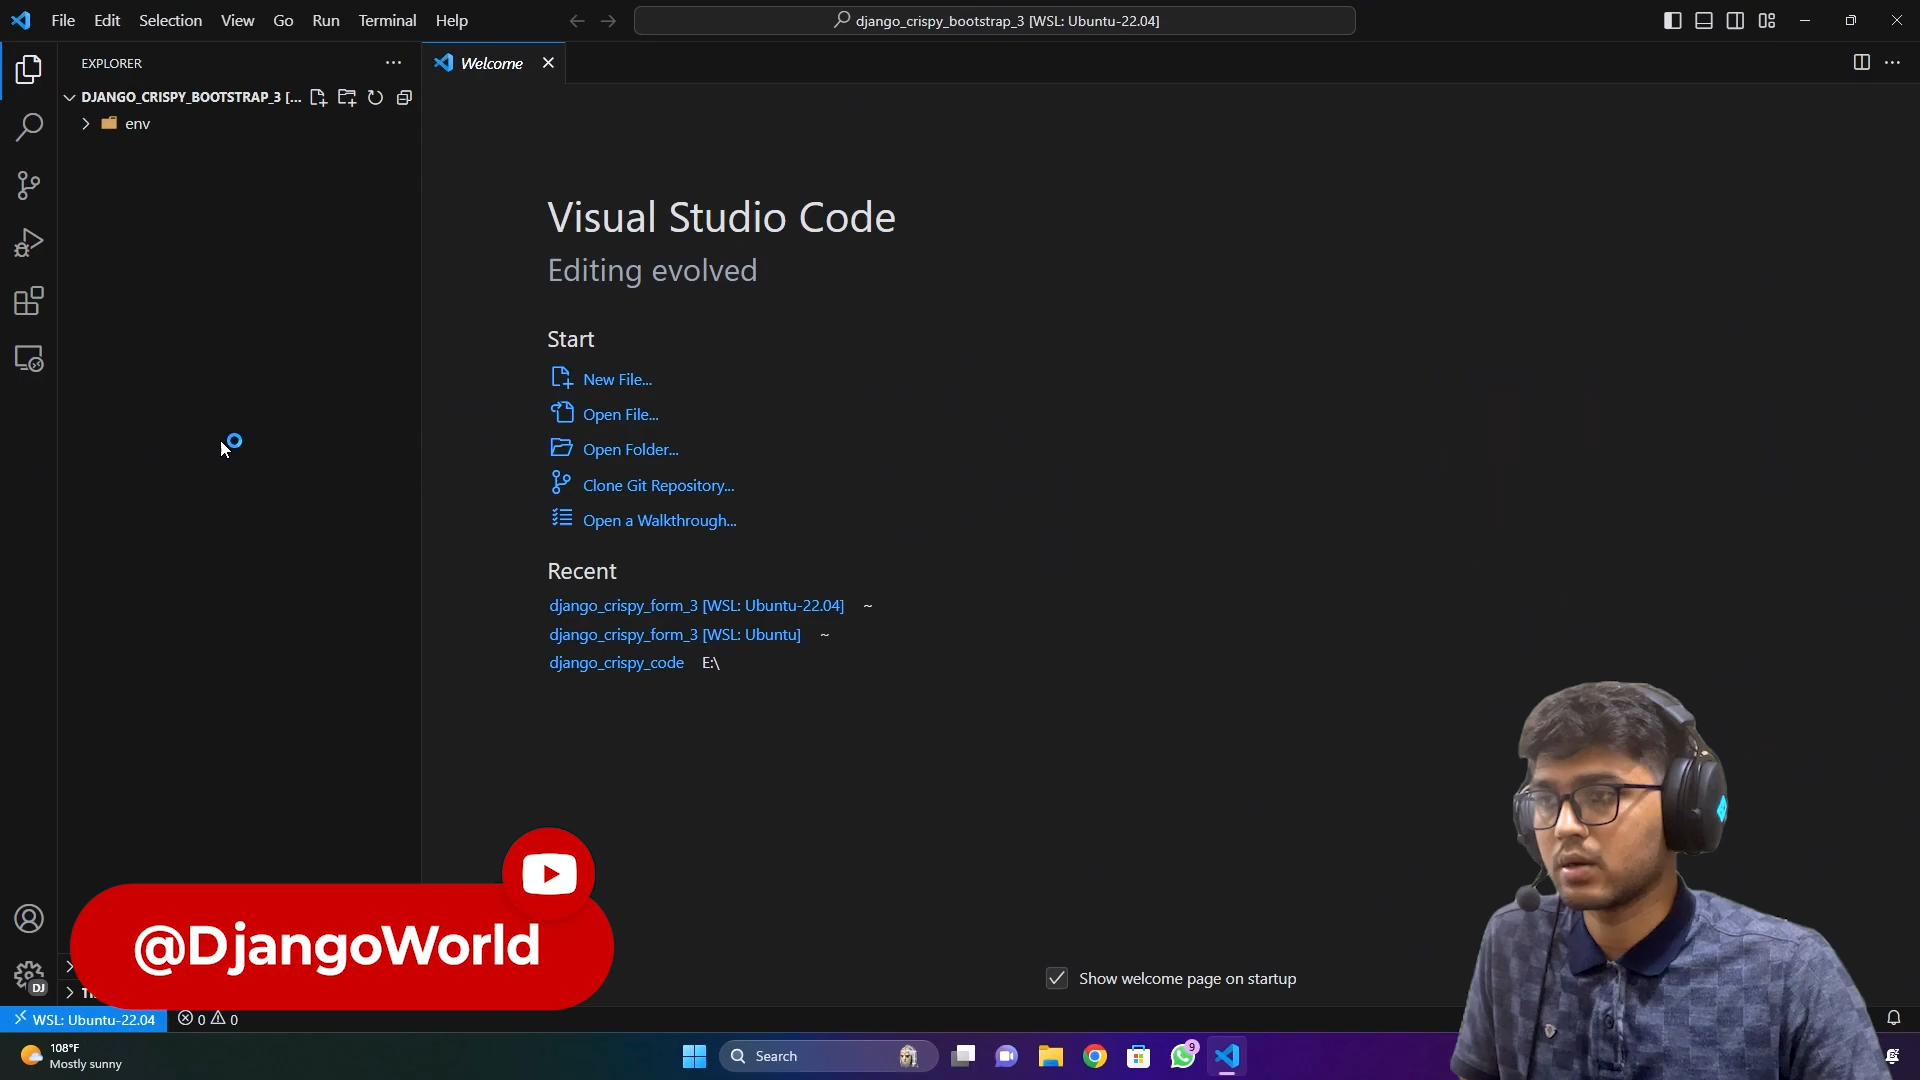 File Edit Selection View Go Run Terminal Help
django_crispy_bootstrap_3 [WSL: Ubuntu-22.04]
EXPLORER
Welcome
DJANGO_CRISPY_BOOTSTRAP_3 [...
env
Visual Studio Code
Editing evolved
Start
New File...
Open File...
Open Folder...
Clone Git Repository...
Open a Walkthrough...
Recent
django_crispy_form_3 [WSL: Ubuntu-22.04] ~
django_crispy_form_3 [WSL: Ubuntu] ~
django_crispy_code E:\
@DjangoWorld
DJ
Show welcome page on startup
WSL: Ubuntu-22.04 0 0
108°F
Mostly sunny
Search
9